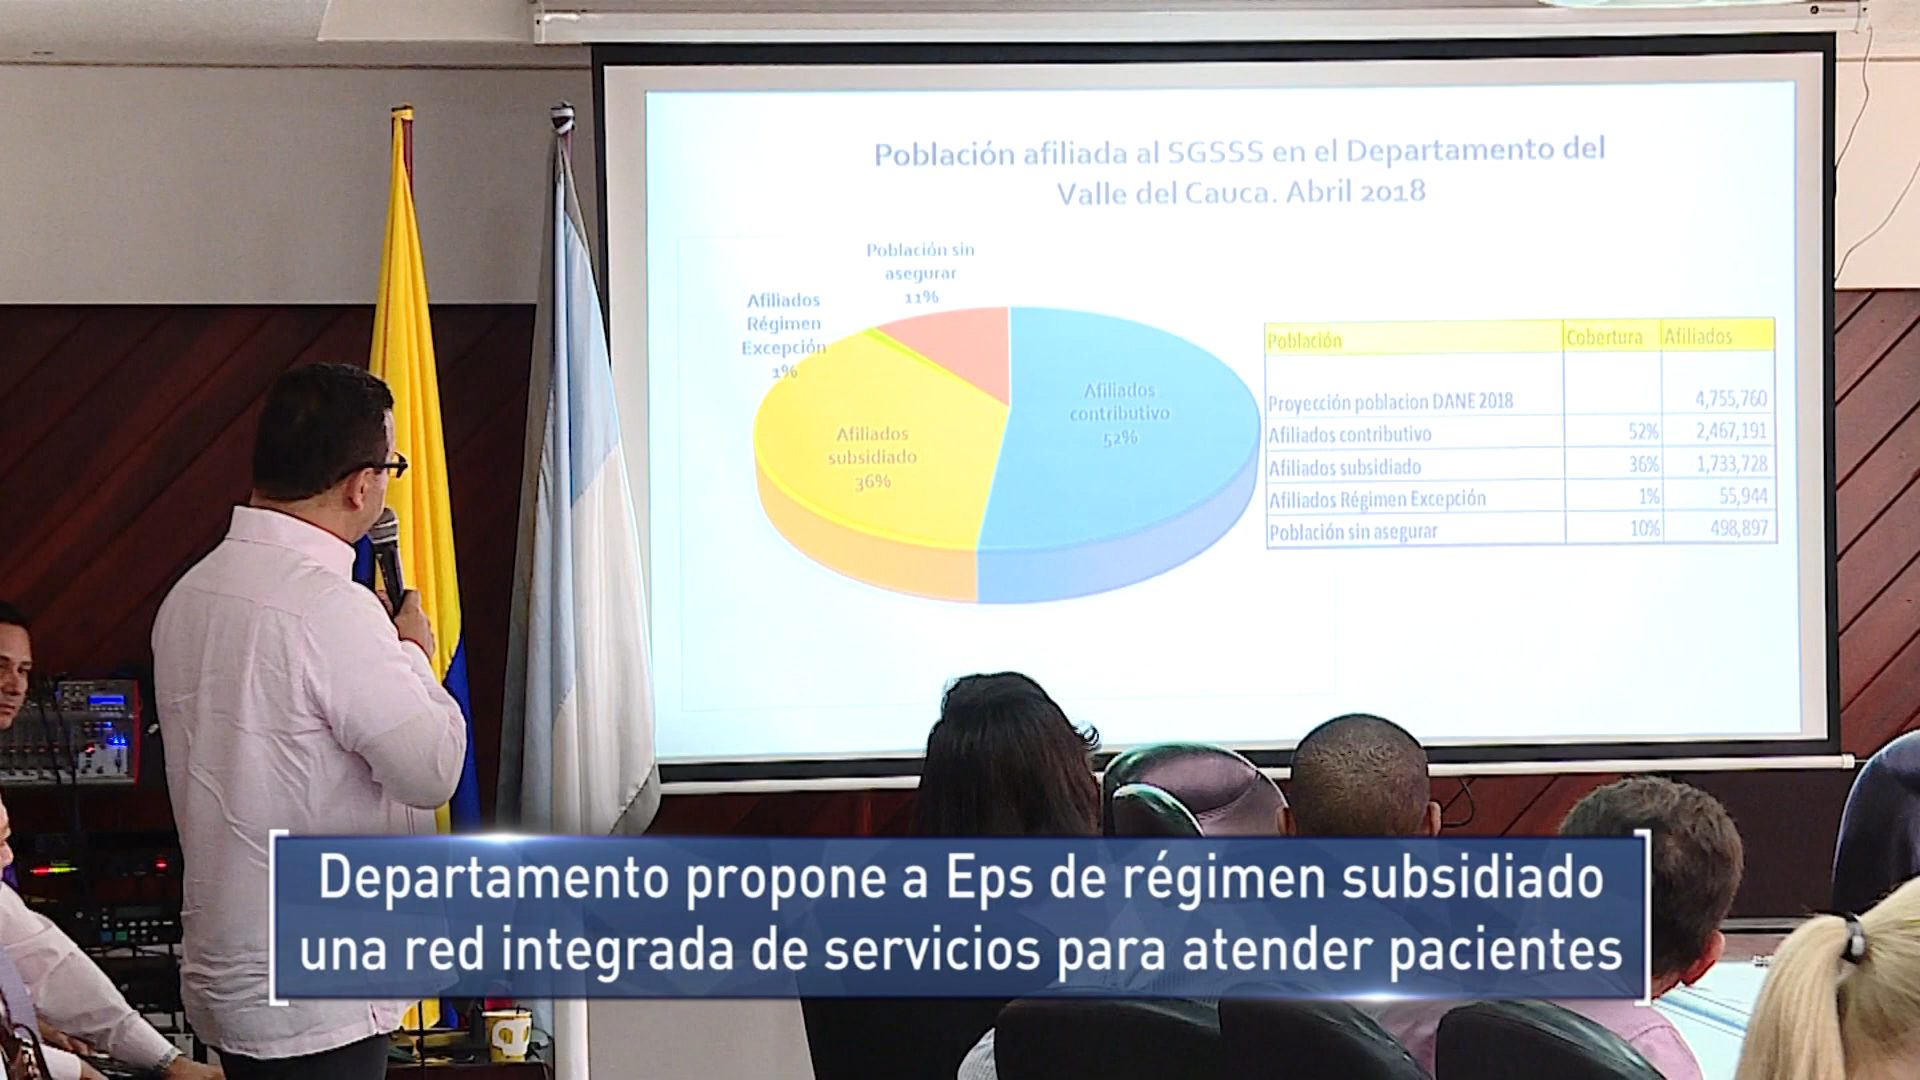 Población afiliada al SGSSS en el Departamento del
Valle del Cauca. Abril 2018
Población sin
asegurar
11%
Afiliados
Régimen
Excepción
1%
Afiliados
contributivo
52%
Afiliados
subsidiado
36%
Población Cobertura Afiliados
Proyección poblacion DANE 2018 4,755,760
Afiliados contributivo 52% 2,467,191
Afiliados subsidiado 36% 1,733,728
Afiliados Régimen Excepción 1% 55,944
Población sin asegurar 10% 498,897
Departamento propone a Eps de régimen subsidiado
una red integrada de servicios para atender pacientes